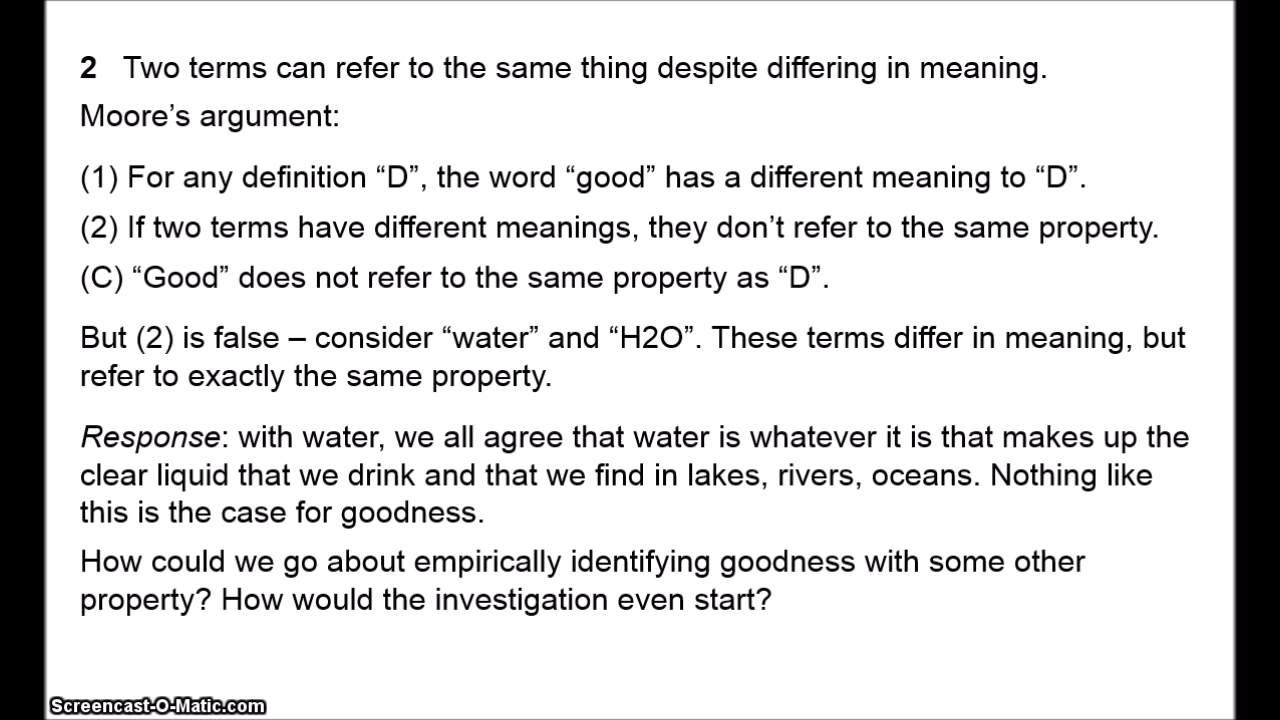 2 Two terms can refer to the same thing despite differing in meaning.
Moore’s argument:
(1) For any definition “D”, the word “good” has a different meaning to “D”.
(2) If two terms have different meanings, they don’t refer to the same property.
(C) “Good” does not refer to the same property as “D”.
But (2) is false – consider “water” and “H2O”. These terms differ in meaning, but
refer to exactly the same property.
Response: with water, we all agree that water is whatever it is that makes up the
clear liquid that we drink and that we find in lakes, rivers, oceans. Nothing like
this is the case for goodness.
How could we go about empirically identifying goodness with some other
property? How would the investigation even start?
Screencast-O-Matic.com